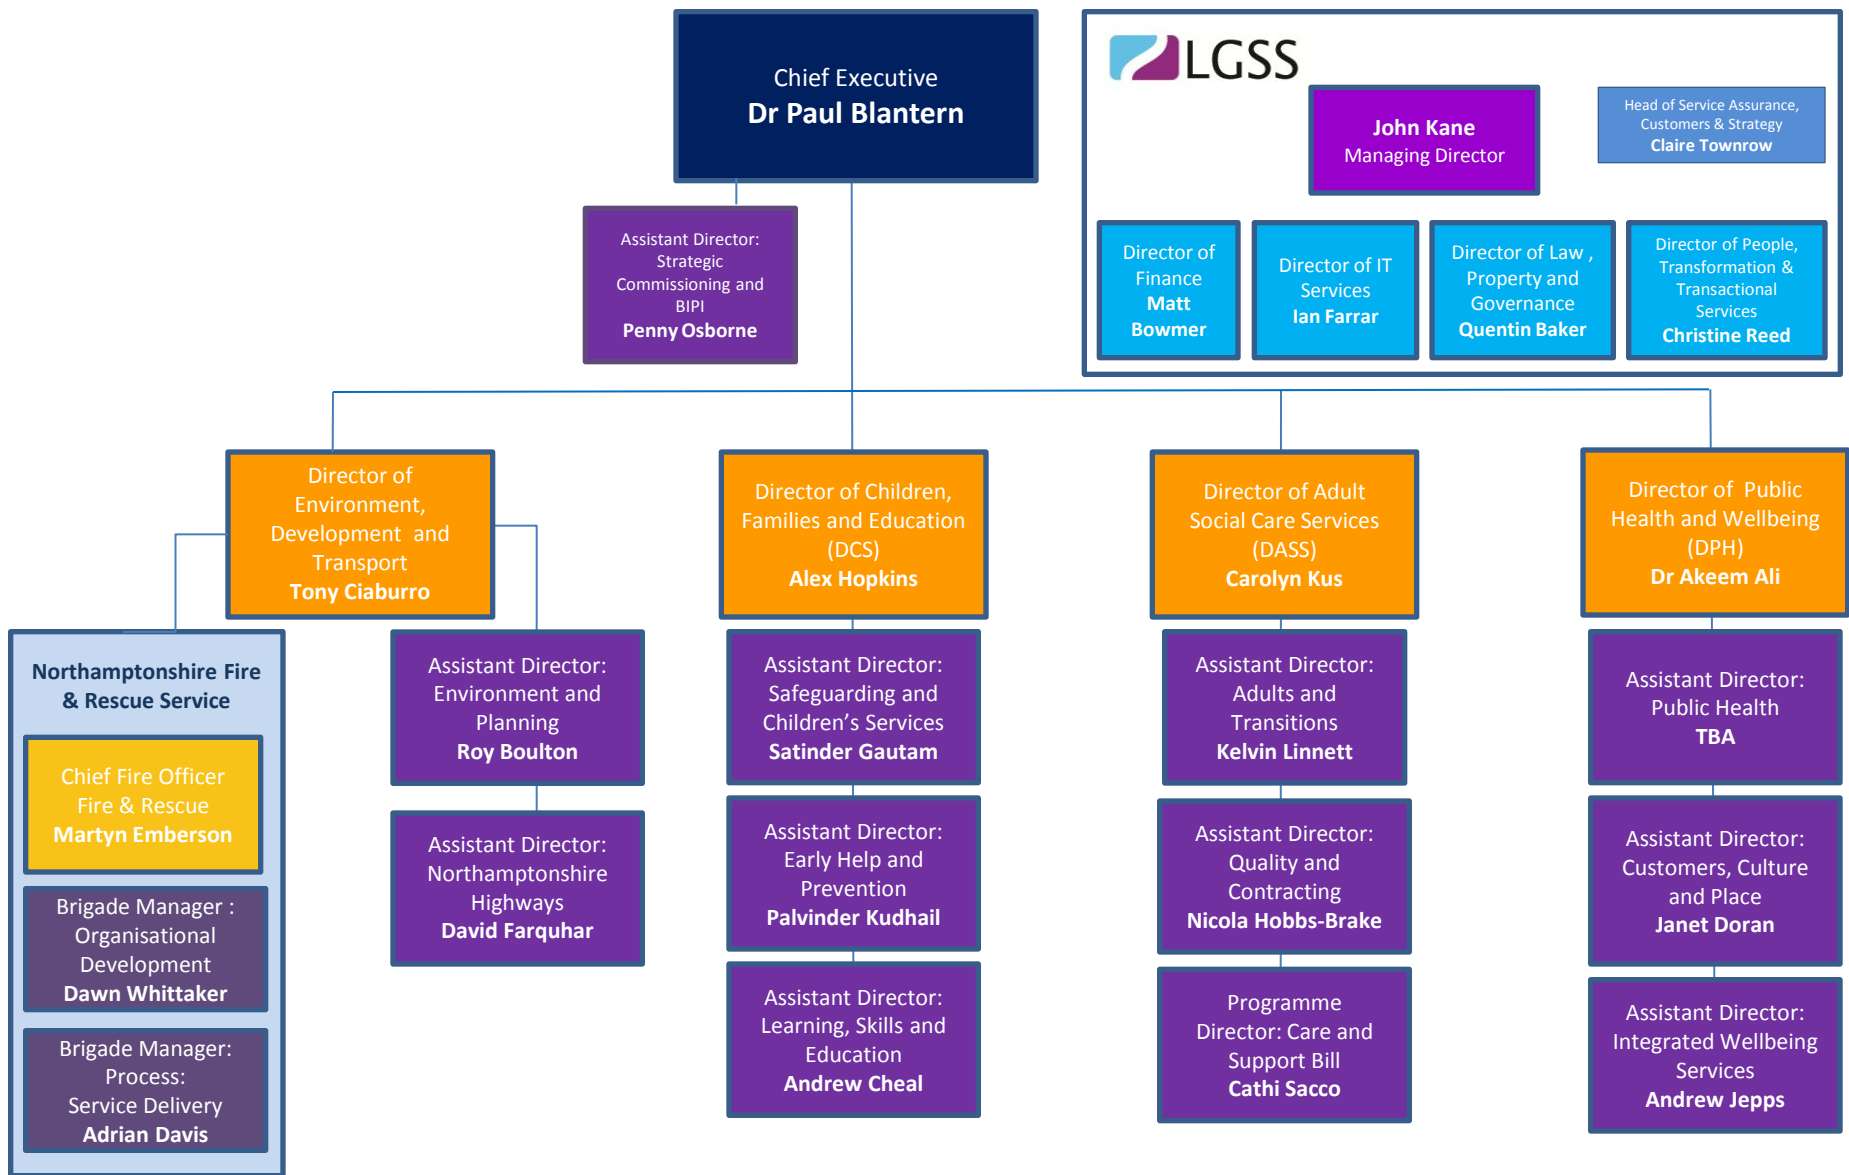 Chief Executive
Dr Paul Blantern
LGSS
John Kane
Managing Director
Head of Service Assurance,
Customers & Strategy
Claire Townrow
Director of
Finance
Matt
Bowmer
Director of IT
Services
Ian Farrar
Director of Law ,
Property and
Governance
Quentin Baker
Director of People,
Transformation &
Transactional
Services
Christine Reed
Assistant Director:
Strategic
Commissioning and
BIPI
Penny Osborne
Director of
Environment,
Development and
Transport
Tony Ciaburro
Director of Children,
Families and Education
(DCS)
Alex Hopkins
Director of Adult
Social Care Services
(DASS)
Carolyn Kus
Director of Public
Health and Wellbeing
(DPH)
Dr Akeem Ali
Northamptonshire Fire
& Rescue Service
Chief Fire Officer
Fire & Rescue
Martyn Emberson
Brigade Manager :
Organisational
Development
Dawn Whittaker
Brigade Manager:
Process:
Service Delivery
Adrian Davis
Assistant Director:
Environment and
Planning
Roy Boulton
Assistant Director:
Northamptonshire
Highways
David Farquhar
Assistant Director:
Safeguarding and
Children’s Services
Satinder Gautam
Assistant Director:
Early Help and
Prevention
Palvinder Kudhail
Assistant Director:
Learning, Skills and
Education
Andrew Cheal
Assistant Director:
Adults and
Transitions
Kelvin Linnett
Assistant Director:
Quality and
Contracting
Nicola Hobbs-Brake
Programme
Director: Care and
Support Bill
Cathi Sacco
Assistant Director:
Public Health
TBA
Assistant Director:
Customers, Culture
and Place
Janet Doran
Assistant Director:
Integrated Wellbeing
Services
Andrew Jepps